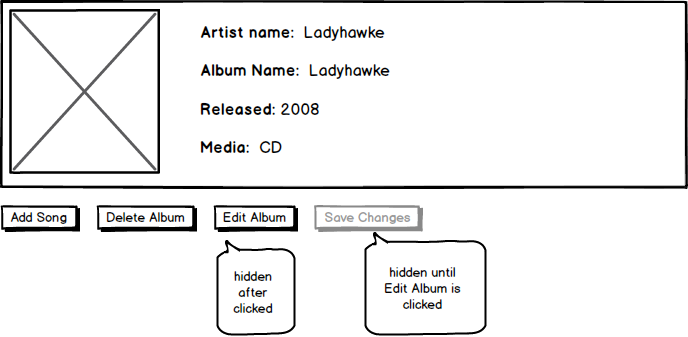 Artist name: Ladyhawke
Album Name: Ladyhawke
Released: 2008
Media: CD
Add Song Delete Album Edit Album Save Changes
hidden
after
clicked
hidden until
Edit Album is
clicked